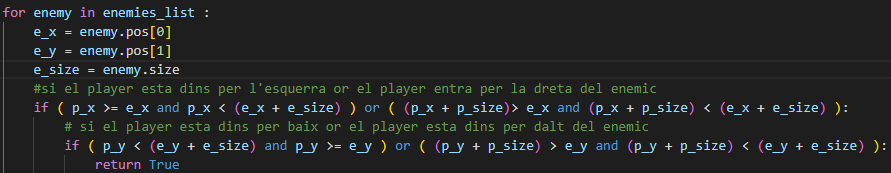 for enemy in enemies_list :
e_x = enemy.pos[0]
e_y = enemy.pos[1]
e_size = enemy.size
#si el player esta dins per l'esquerra or el player entra per la dreta del enemic
if ( p_x >= e_x and p_x < (e_x + e_size) ) or ( (p_x + p_size)> e_x and (p_x + p_size) < (e_x + e_size) ):
# si el player esta dins per baix or el player esta dins per dalt del enemic
if ( p_y < (e_y + e_size) and p_y >= e_y ) or ( (p_y + p_size) > e_y and (p_y + p_size) < (e_y + e_size) ):
return True